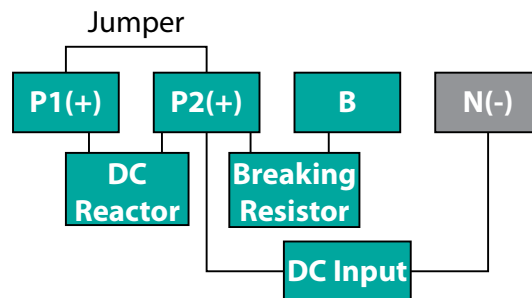 Jumper
P1(+)
P2(+)
B
N(-)
DC
Reactor
Breaking
Resistor
DC Input